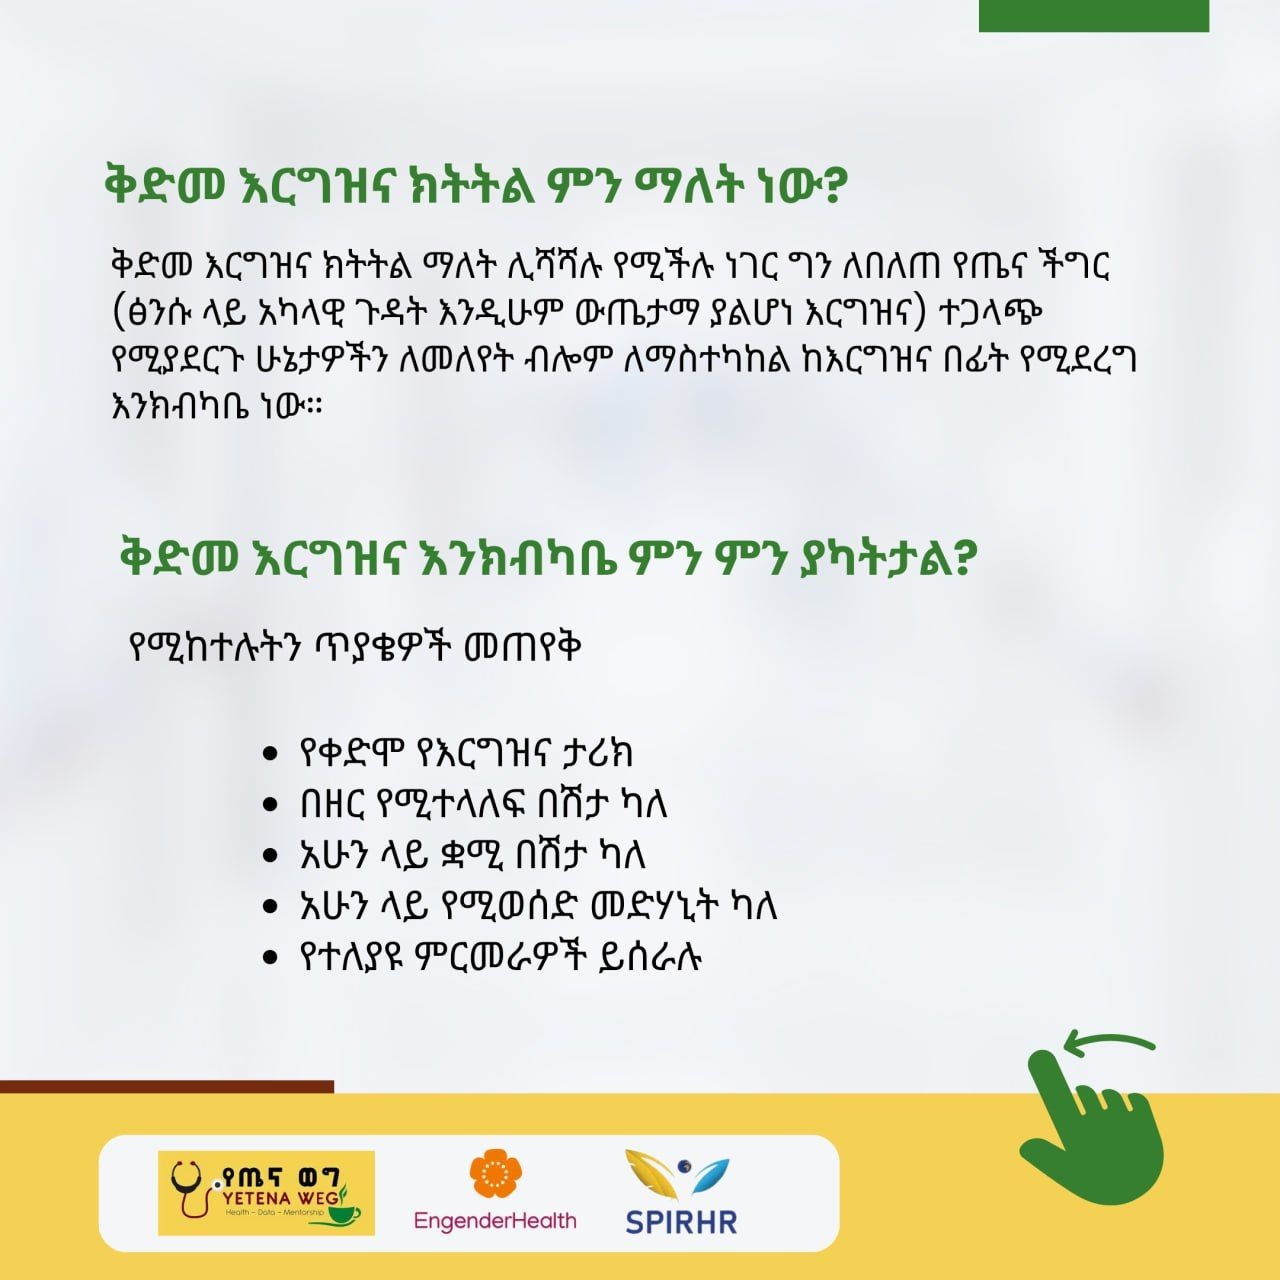 ቅድመ እርግዝና ክትትል ምን ማለት ነው?
ቅድመ እርግዝና ክትትል ማለት ሊሻሻሉ የሚችሉ ነገር ግን ለበለጠ የጤና ችግር
(ፅንሱ ላይ አካላዊ ጉዳት እንዲሁም ውጤታማ ያልሆነ እርግዝና) ተጋላጭ
የሚያደርጉ ሁኔታዎችን ለመለየት ብሎም ለማስተካከል ከእርግዝና በፊት የሚደረግ
እንክብካቤ ነው።
ቅድመ እርግዝና እንክብካቤ ምን ምን ያካትታል?
የሚከተሉትን ጥያቄዎች መጠየቅ
• የቀድሞ የእርግዝና ታሪክ
• በዘር የሚተላለፍ በሽታ ካለ
• አሁን ላይ ቋሚ በሽታ ካለ
• አሁን ላይ የሚወሰድ መድሃኒት ካለ
• የተለያዩ ምርመራዎች ይሰራሉ
የጤና ወግ
YETENA WEG
Health - Data - Mentorship
EngenderHealth
SPIRHR